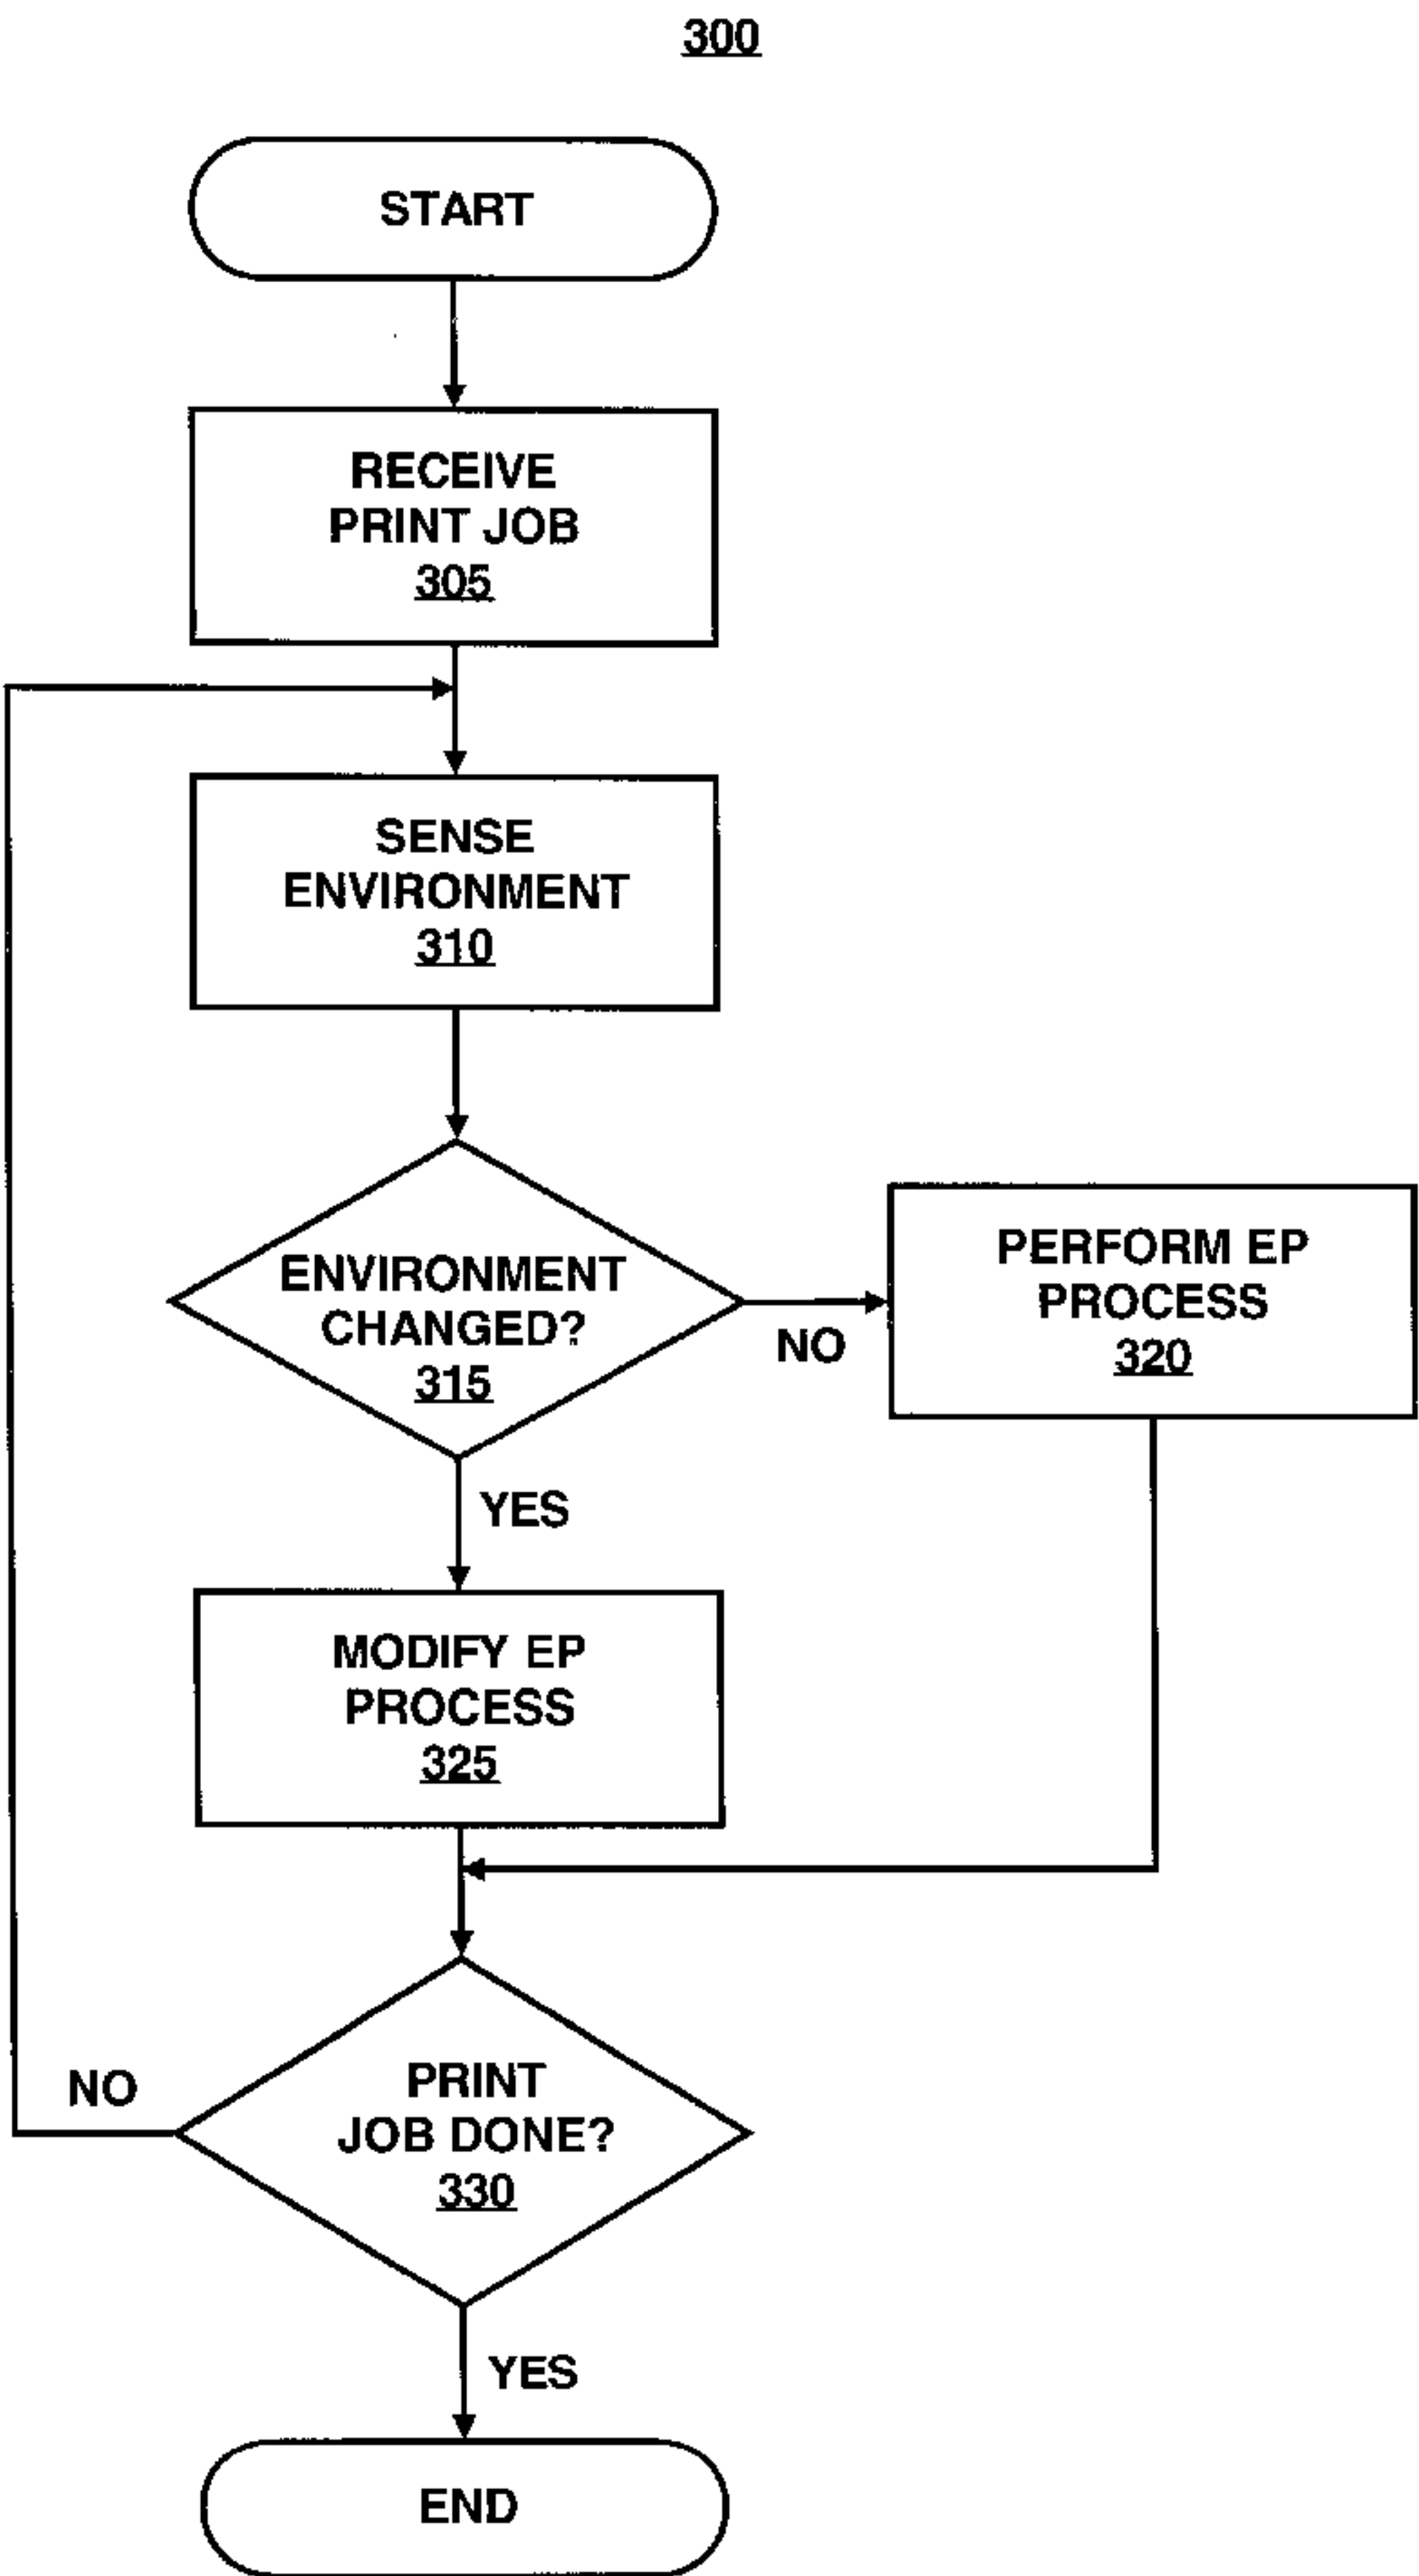 300
START
RECEIVE
PRINT JOB
305
SENSE
ENVIRONMENT
310
ENVIRONMENT
CHANGED?
315
NO
PERFORM EP
PROCESS
320
YES
MODIFY EP
PROCESS
325
NO
PRINT
JOB DONE?
330
YES
END